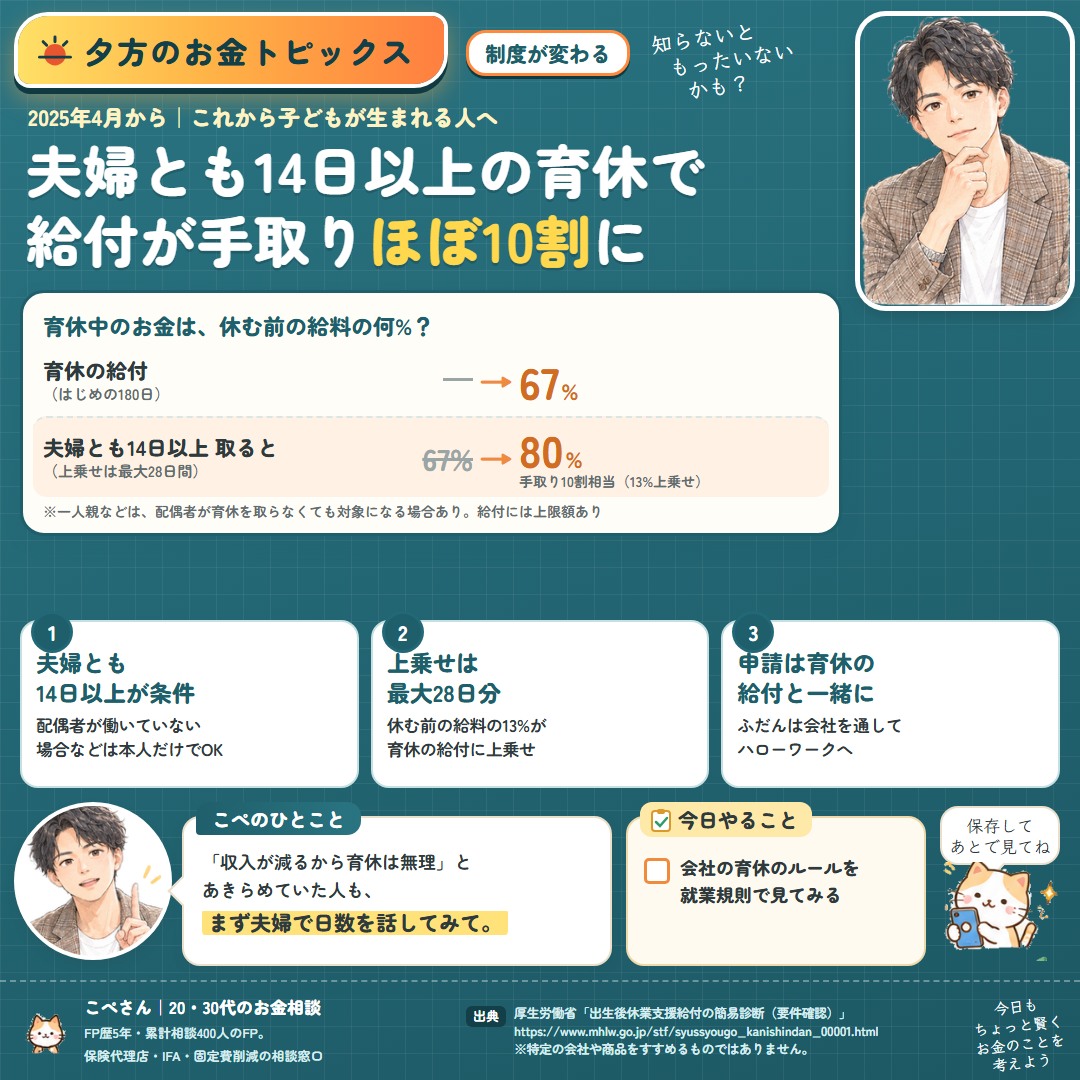 夕方のお金トピックス
制度が変わる
知らないと
もったいない
かも？
2025年4月から｜これから子どもが生まれる人へ
夫婦とも14日以上の育休で
給付が手取りほぼ10割に
育休中のお金は、休む前の給料の何%？
育休の給付
（はじめの180日）
— → 67%
夫婦とも14日以上 取ると
（上乗せは最大28日間）
67% → 80%
手取り10割相当（13%上乗せ）
※一人親などは、配偶者が育休を取らなくても対象になる場合あり。給付には上限額あり
1
夫婦とも
14日以上が条件
配偶者が働いていない
場合などは本人だけでOK
2
上乗せは
最大28日分
休む前の給料の13%が
育休の給付に上乗せ
3
申請は育休の
給付と一緒に
ふだんは会社を通して
ハローワークへ
こぺのひとこと
「収入が減るから育休は無理」と
あきらめていた人も、
まず夫婦で日数を話してみて。
今日やること
会社の育休のルールを
就業規則で見てみる
保存して
あとで見てね
こぺさん｜20・30代のお金相談
FP歴5年・累計相談400人のFP。
保険代理店・IFA・固定費削減の相談窓口
出典
厚生労働省「出生後休業支援給付の簡易診断（要件確認）」
https://www.mhlw.go.jp/stf/syussyougo_kanishindan_00001.html
※特定の会社や商品をすすめるものではありません。
今日も
ちょっと賢く
お金のことを
考えよう